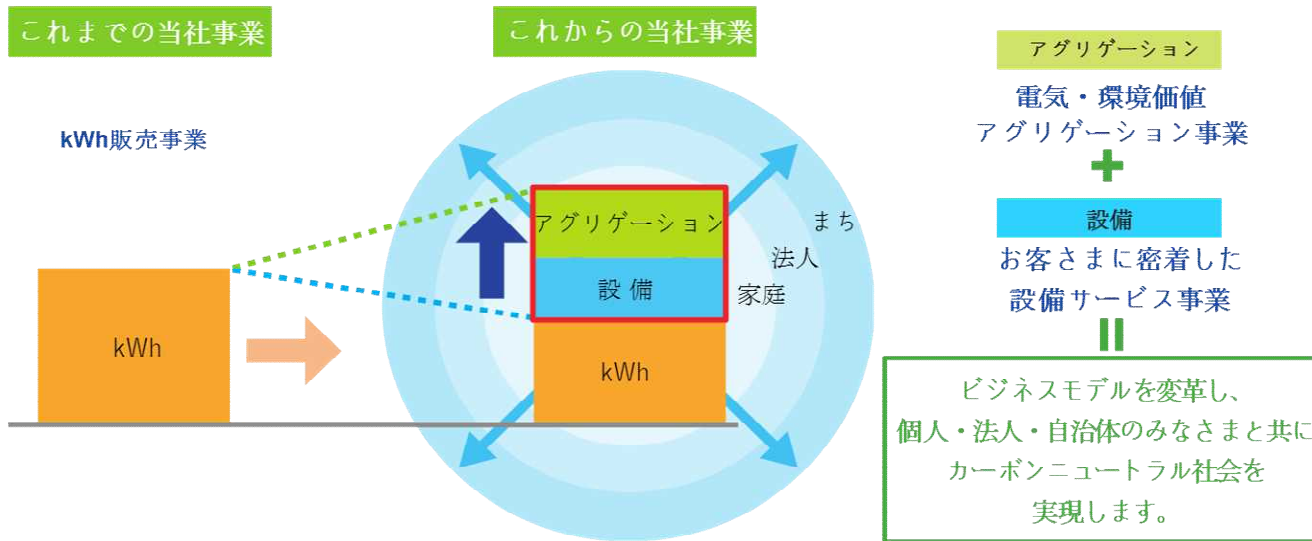 これまでの当社事業
kWh販売事業
kWh
これからの当社事業
アグリゲーション
設備
kWh
まち
法人
家庭
アグリゲーション
電気・環境価値
アグリゲーション事業
設備
お客さまに密着した
設備サービス事業
ビジネスモデルを変革し、
個人・法人・自治体のみなさまと共に
カーボンニュートラル社会を
実現します。